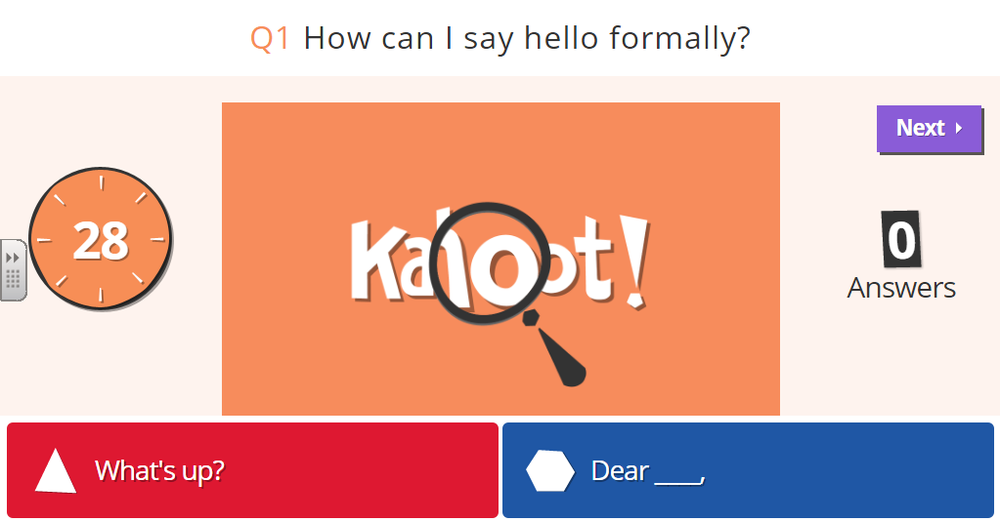 Q1 How can I say hello formally?
Next
28
Kahoot!
0
Answers
What's up?
Dear ____,